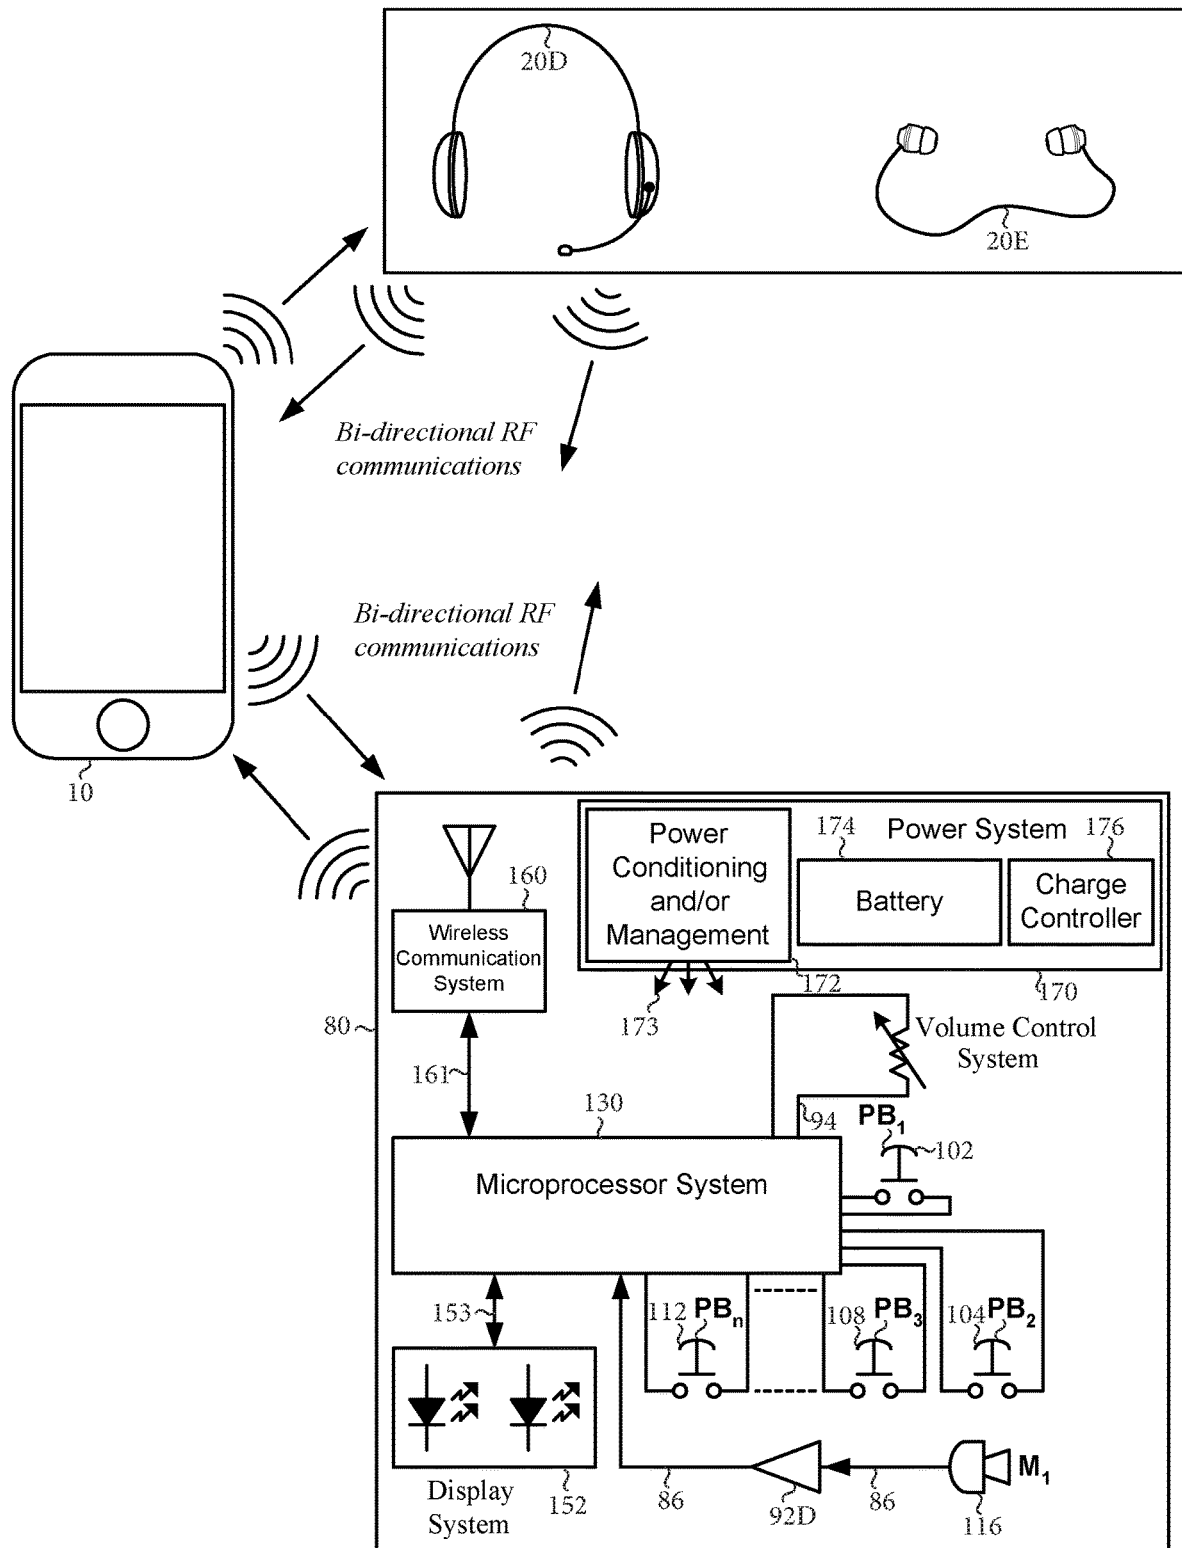 20D
20E
Bi-directional RF
communications
Bi-directional RF
communications
10
Power
Conditioning
and/or
Management
Power System
174
176
Battery
Charge
Controller
160
Wireless
Communication
System
172
170
173
80
161
Volume Control
System
94
130
PB1
102
Microprocessor System
153
112
PBn
108
PB3
104
PB2
Display
System
152
86
92D
86
116
M1